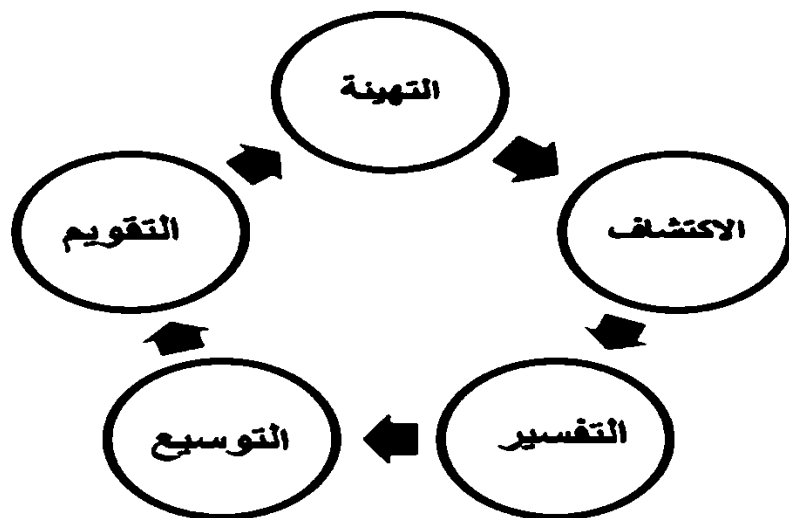 التهيئة
الاكتشاف
التفسير
التوسيع
التقويم